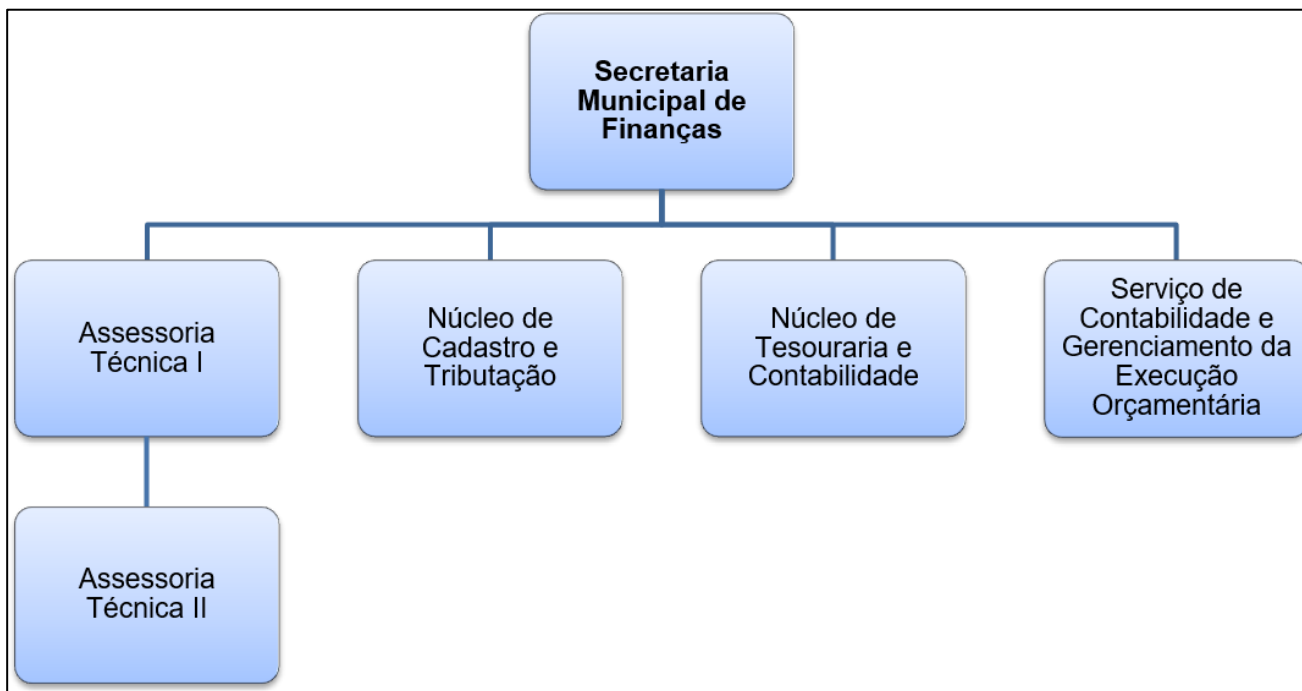 Secretaria
Municipal de
Finanças
Assessoria
Técnica I
Núcleo de
Cadastro e
Tributação
Núcleo de
Tesouraria e
Contabilidade
Serviço de
Contabilidade e
Gerenciamento da
Execução
Orçamentária
Assessoria
Técnica II